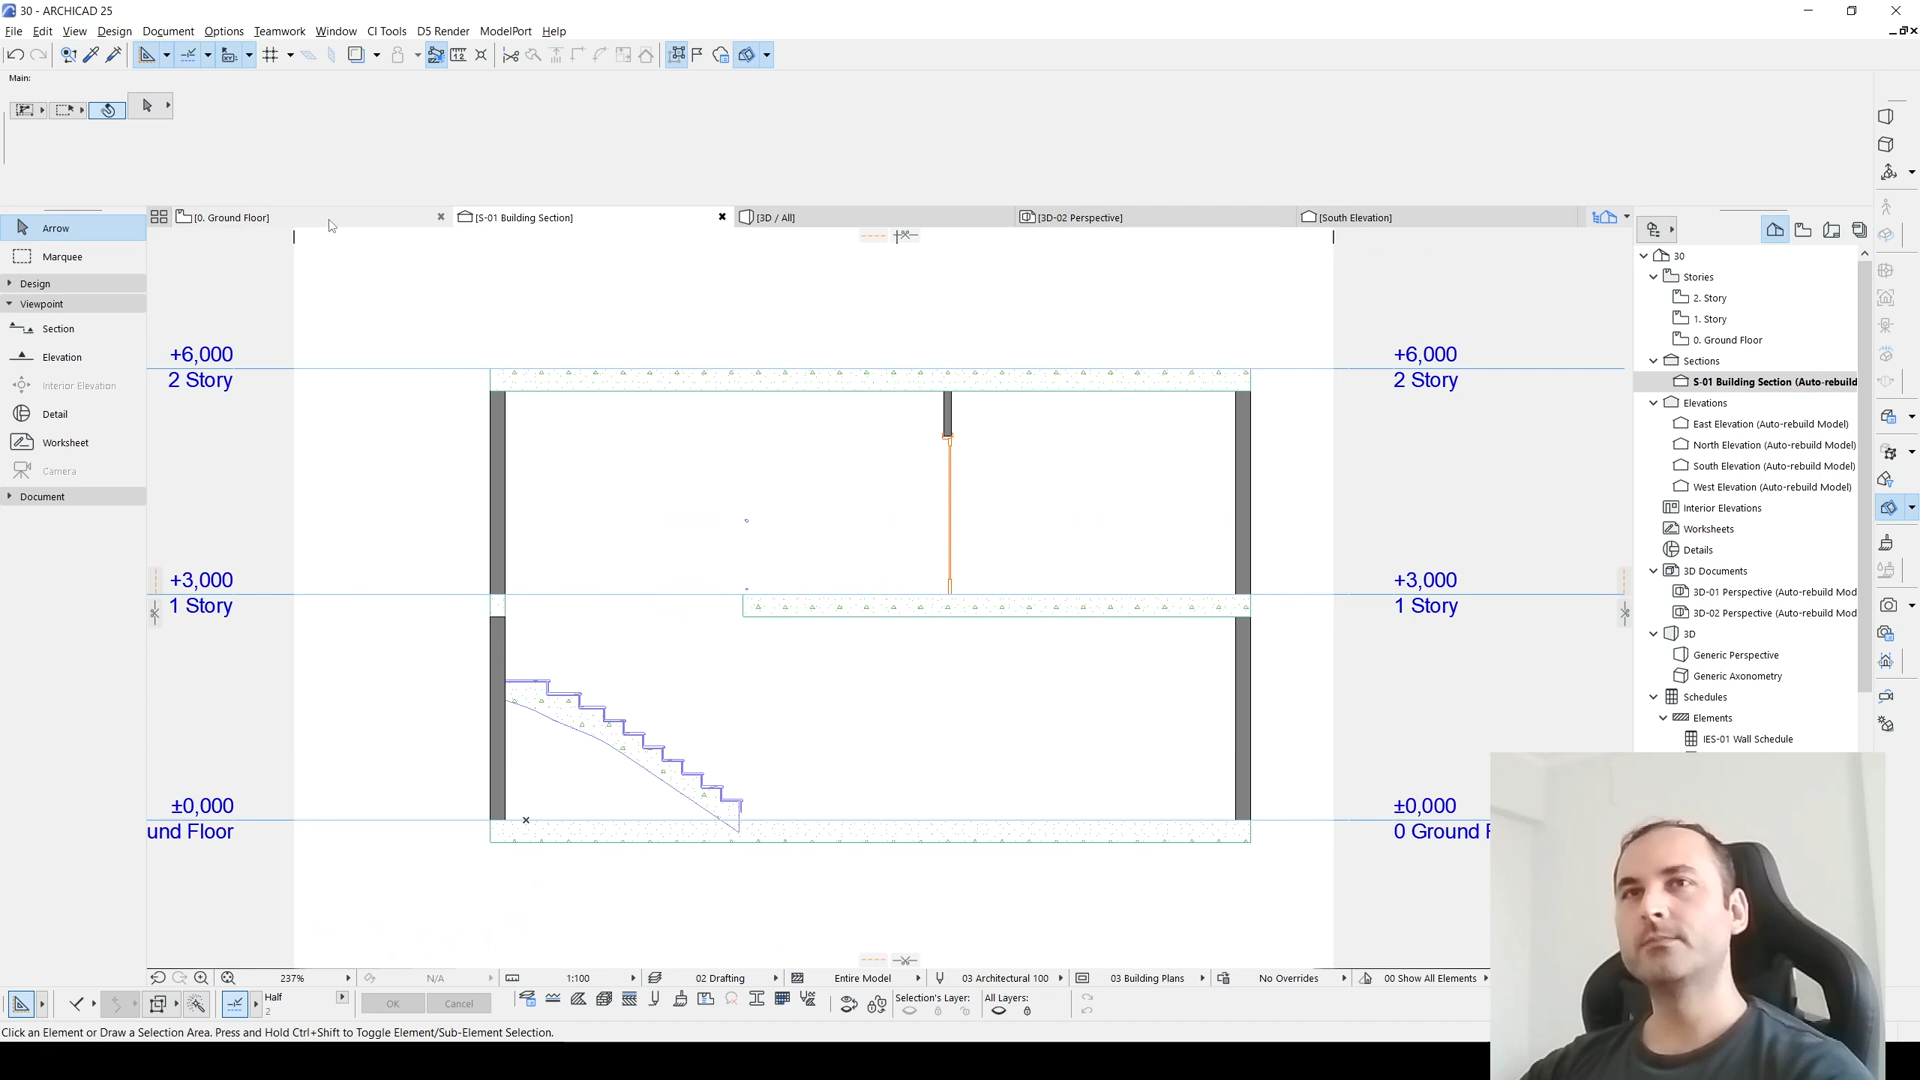 30 - ARCHICAD 25
File Edit View Design Document Options Teamwork Window CI Tools D5 Render ModelPort Help
Main:
[0. Ground Floor] [S-01 Building Section] [3D / All] [3D-02 Perspective] [South Elevation]
Arrow
Marquee
Design
Viewpoint
Section
Elevation
Interior Elevation
Detail
Worksheet
Camera
Document
+6,000
2 Story
+3,000
1 Story
±0,000
und Floor
+6,000
2 Story
+3,000
1 Story
±0,000
0 Ground F
30
Stories
2. Story
1. Story
0. Ground Floor
Sections
S-01 Building Section (Auto-rebuild
Elevations
East Elevation (Auto-rebuild Model)
North Elevation (Auto-rebuild Model)
South Elevation (Auto-rebuild Model)
West Elevation (Auto-rebuild Model)
Interior Elevations
Worksheets
Details
3D Documents
3D-01 Perspective (Auto-rebuild Mod
3D-02 Perspective (Auto-rebuild Mod
3D
Generic Perspective
Generic Axonometry
Schedules
Elements
IES-01 Wall Schedule
237% N/A 1:100 02 Drafting Entire Model 03 Architectural 100 03 Building Plans No Overrides 00 Show All Elements
Half
2
OK Cancel
Selection's Layer: All Layers:
Click an Element or Draw a Selection Area. Press and Hold Ctrl+Shift to Toggle Element/Sub-Element Selection.